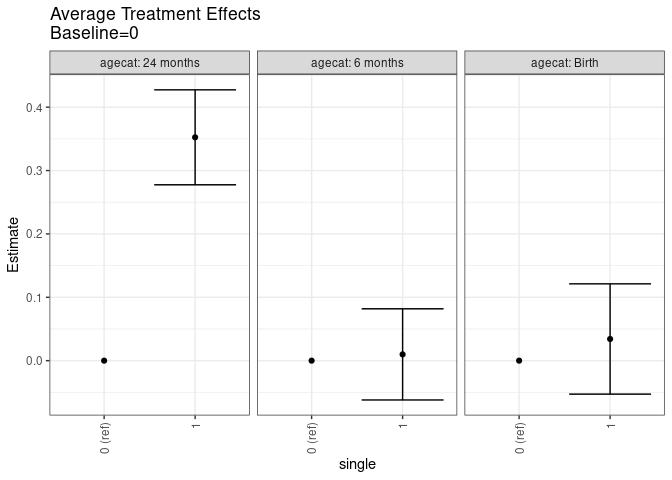 Average Treatment Effects
Baseline=0
agecat: 24 months
agecat: 6 months
agecat: Birth
Estimate
0.4
0.3
0.2
0.1
0.0
0 (ref)
1
0 (ref)
1
0 (ref)
1
single